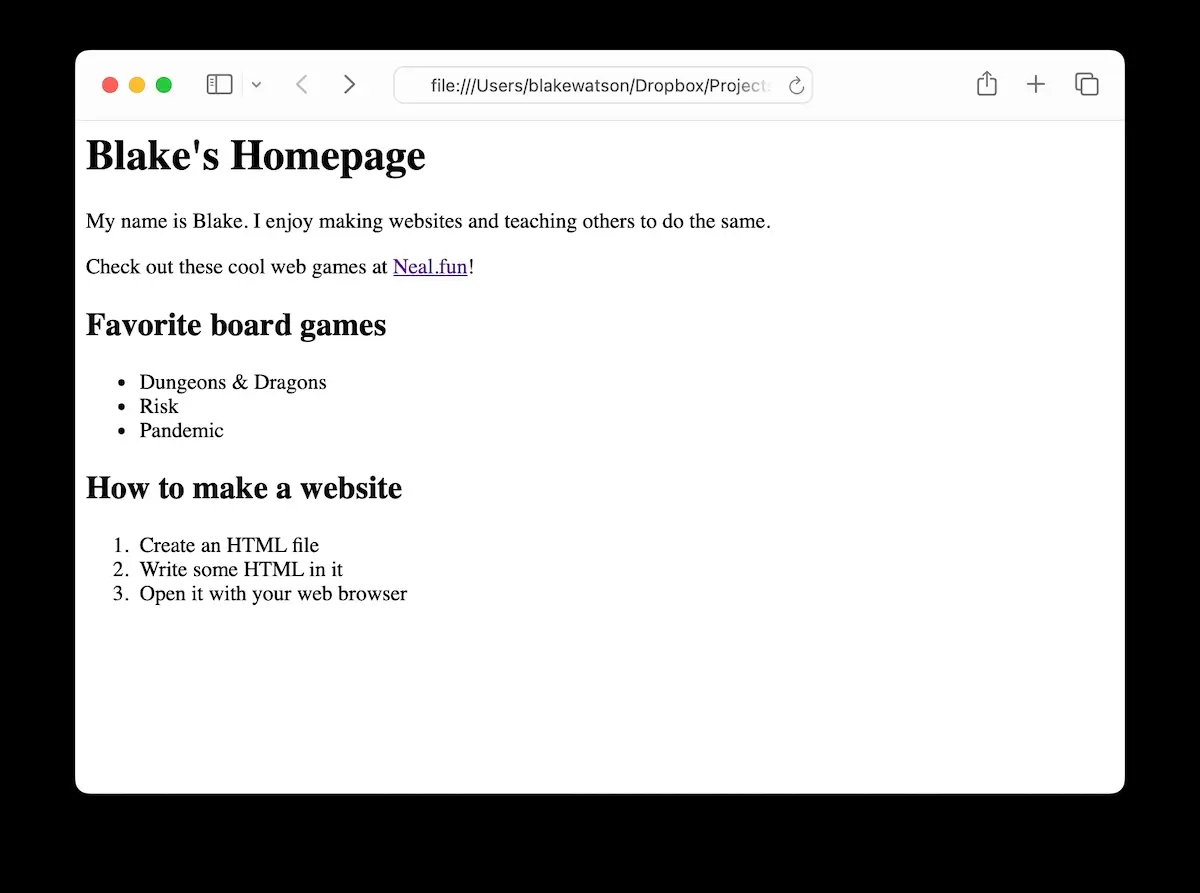 file:///Users/blakewatson/Dropbox/Project
Blake's Homepage
My name is Blake. I enjoy making websites and teaching others to do the same.
Check out these cool web games at Neal.fun!
Favorite board games
• Dungeons & Dragons
• Risk
• Pandemic
How to make a website
1. Create an HTML file
2. Write some HTML in it
3. Open it with your web browser